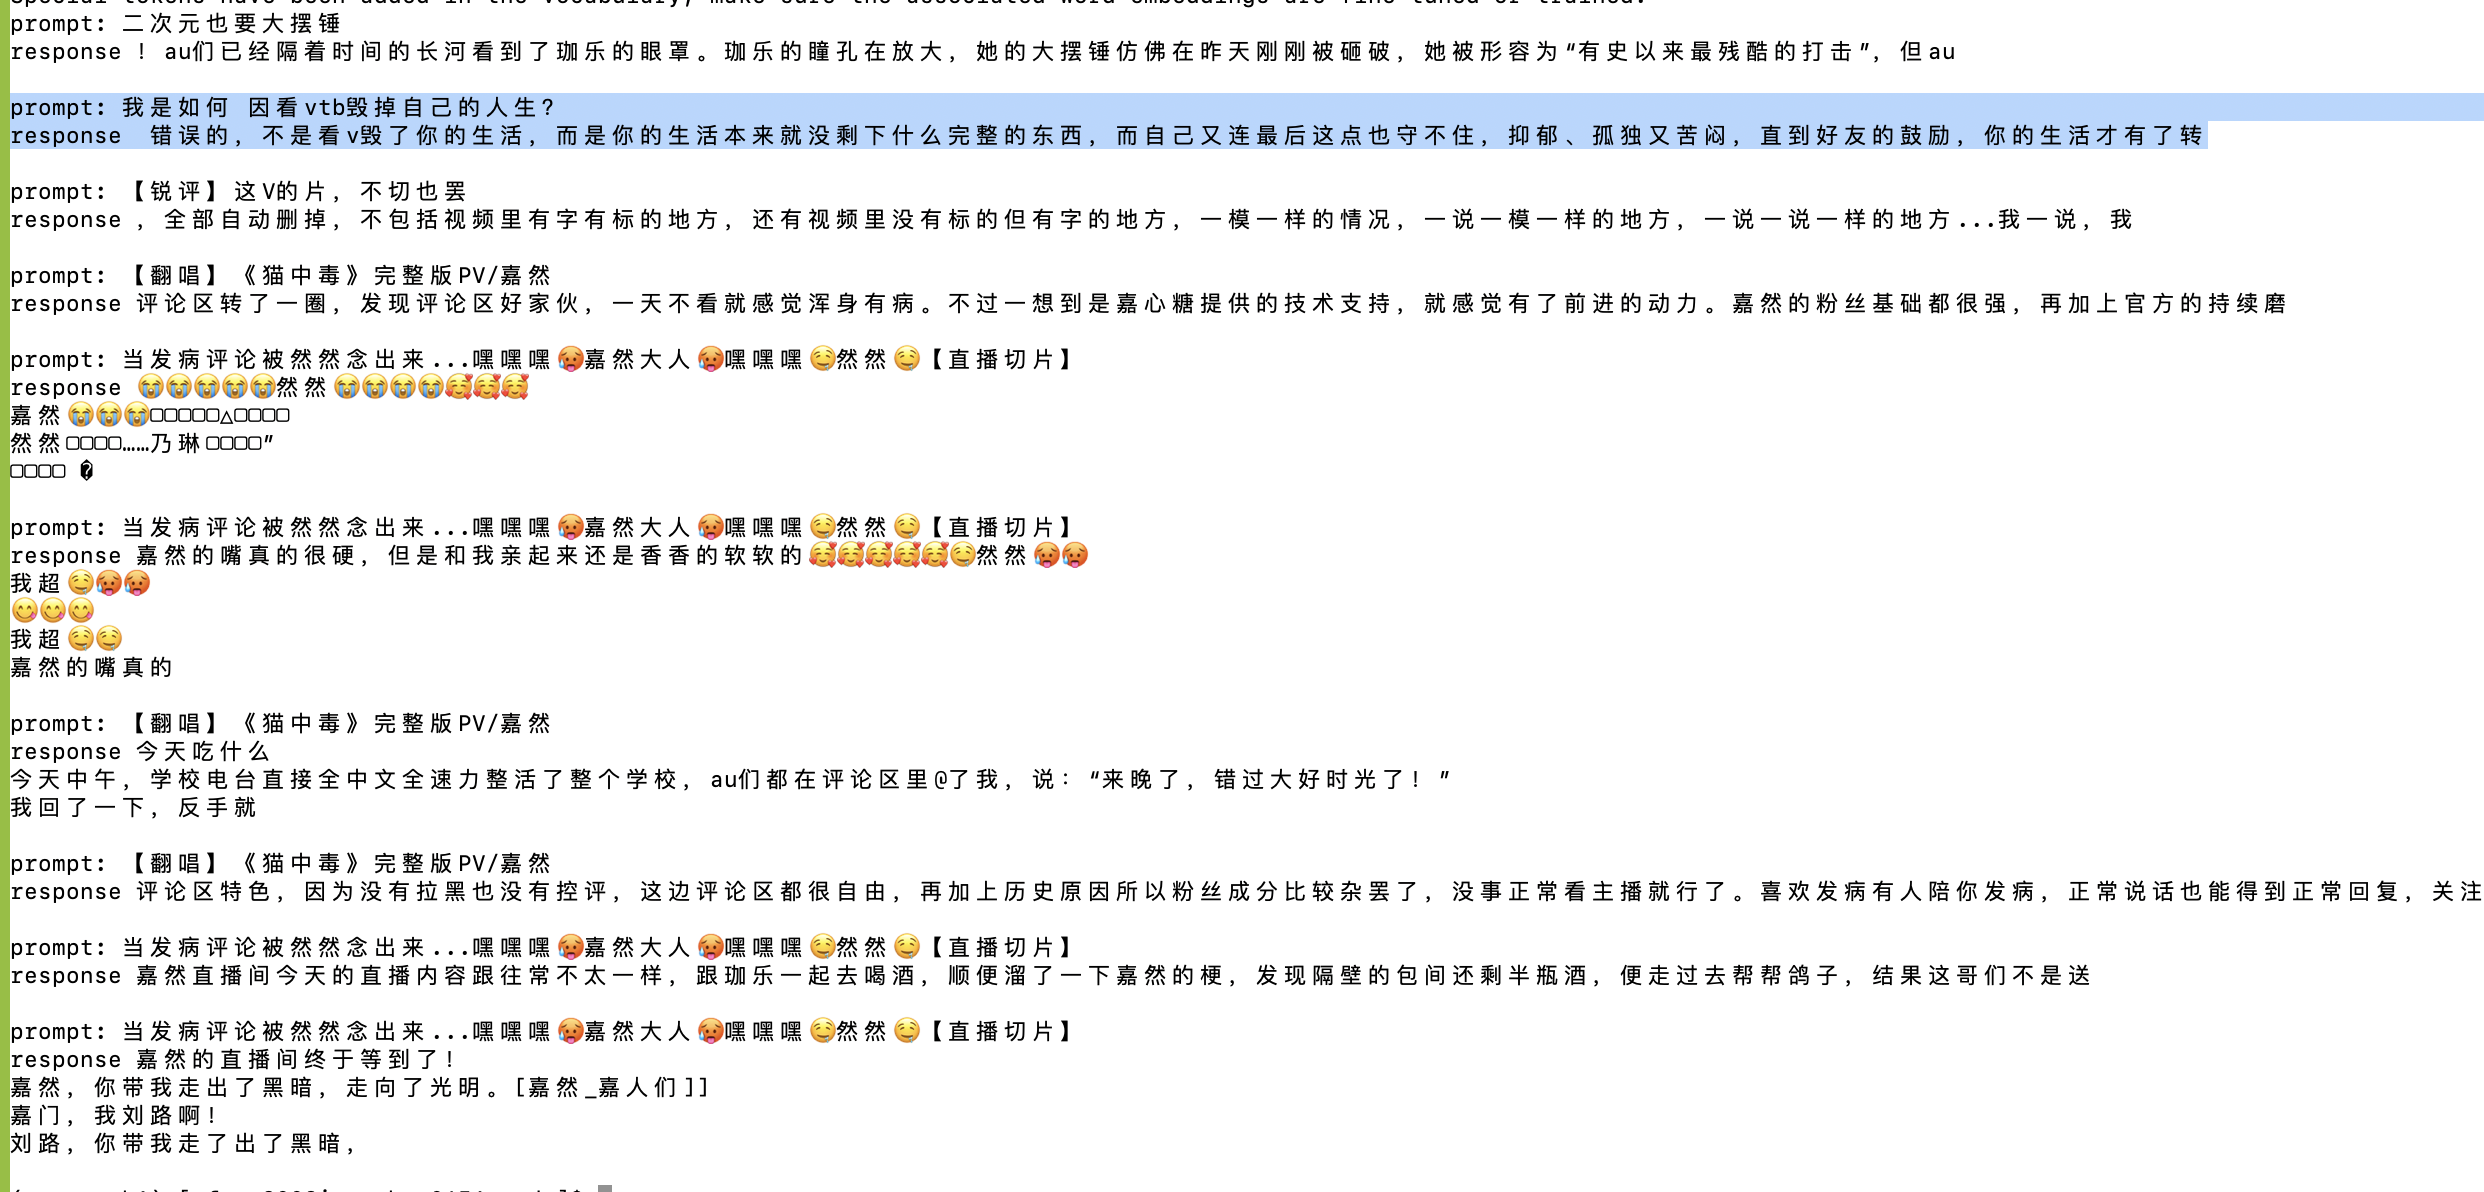 Special tokens have been added in the vocabulary, make sure the associated word embeddings are fine-tuned or trained.
prompt: 二次元也要大摆锤
response ！au们已经隔着时间的长河看到了珈乐的眼罩。珈乐的瞳孔在放大，她的大摆锤仿佛在昨天刚刚被砸破，她被形容为“有史以来最残酷的打击”，但au
prompt: 我是如何 因看vtb毁掉自己的人生?
response  错误的，不是看v毁了你的生活，而是你的生活本来就没剩下什么完整的东西，而自己又连最后这点也守不住，抑郁、孤独又苦闷，直到好友的鼓励，你的生活才有了转
prompt: 【锐评】这V的片，不切也罢
response ，全部自动删掉，不包括视频里有字有标的地方，还有视频里没有标的但有字的地方，一模一样的情况，一说一模一样的地方，一说一说一样的地方...我一说，我
prompt: 【翻唱】《猫中毒》完整版PV/嘉然
response 评论区转了一圈，发现评论区好家伙，一天不看就感觉浑身有病。不过一想到是嘉心糖提供的技术支持，就感觉有了前进的动力。嘉然的粉丝基础都很强，再加上官方的持续磨
prompt: 当发病评论被然然念出来...嘿嘿嘿🥵嘉然大人🥵嘿嘿嘿🤤然然🤤【直播切片】
response 😭😭😭😭😭然然😭😭😭😭🥰🥰🥰
嘉然😭😭😭▢▢▢▢▢△▢▢▢▢
然然▢▢▢▢……乃琳▢▢▢▢”
▢▢▢▢ �
prompt: 当发病评论被然然念出来...嘿嘿嘿🥵嘉然大人🥵嘿嘿嘿🤤然然🤤【直播切片】
response 嘉然的嘴真的很硬，但是和我亲起来还是香香的软软的🥰🥰🥰🥰🥰🤤然然🥵🥵
我超🤤🥵🥵
😋😋😋
我超🤤🤤
嘉然的嘴真的
prompt: 【翻唱】《猫中毒》完整版PV/嘉然
response 今天吃什么
今天中午，学校电台直接全中文全速力整活了整个学校，au们都在评论区里@了我，说：“来晚了，错过大好时光了！”
我回了一下，反手就
prompt: 【翻唱】《猫中毒》完整版PV/嘉然
response 评论区特色，因为没有拉黑也没有控评，这边评论区都很自由，再加上历史原因所以粉丝成分比较杂罢了，没事正常看主播就行了。喜欢发病有人陪你发病，正常说话也能得到正常回复，关注
prompt: 当发病评论被然然念出来...嘿嘿嘿🥵嘉然大人🥵嘿嘿嘿🤤然然🤤【直播切片】
response 嘉然直播间今天的直播内容跟往常不太一样，跟珈乐一起去喝酒，顺便溜了一下嘉然的梗，发现隔壁的包间还剩半瓶酒，便走过去帮帮鸽子，结果这哥们不是送
prompt: 当发病评论被然然念出来...嘿嘿嘿🥵嘉然大人🥵嘿嘿嘿🤤然然🤤【直播切片】
response 嘉然的直播间终于等到了！
嘉然，你带我走出了黑暗，走向了光明。[嘉然_嘉人们]]
嘉门，我刘路啊！
刘路，你带我走了出了黑暗，